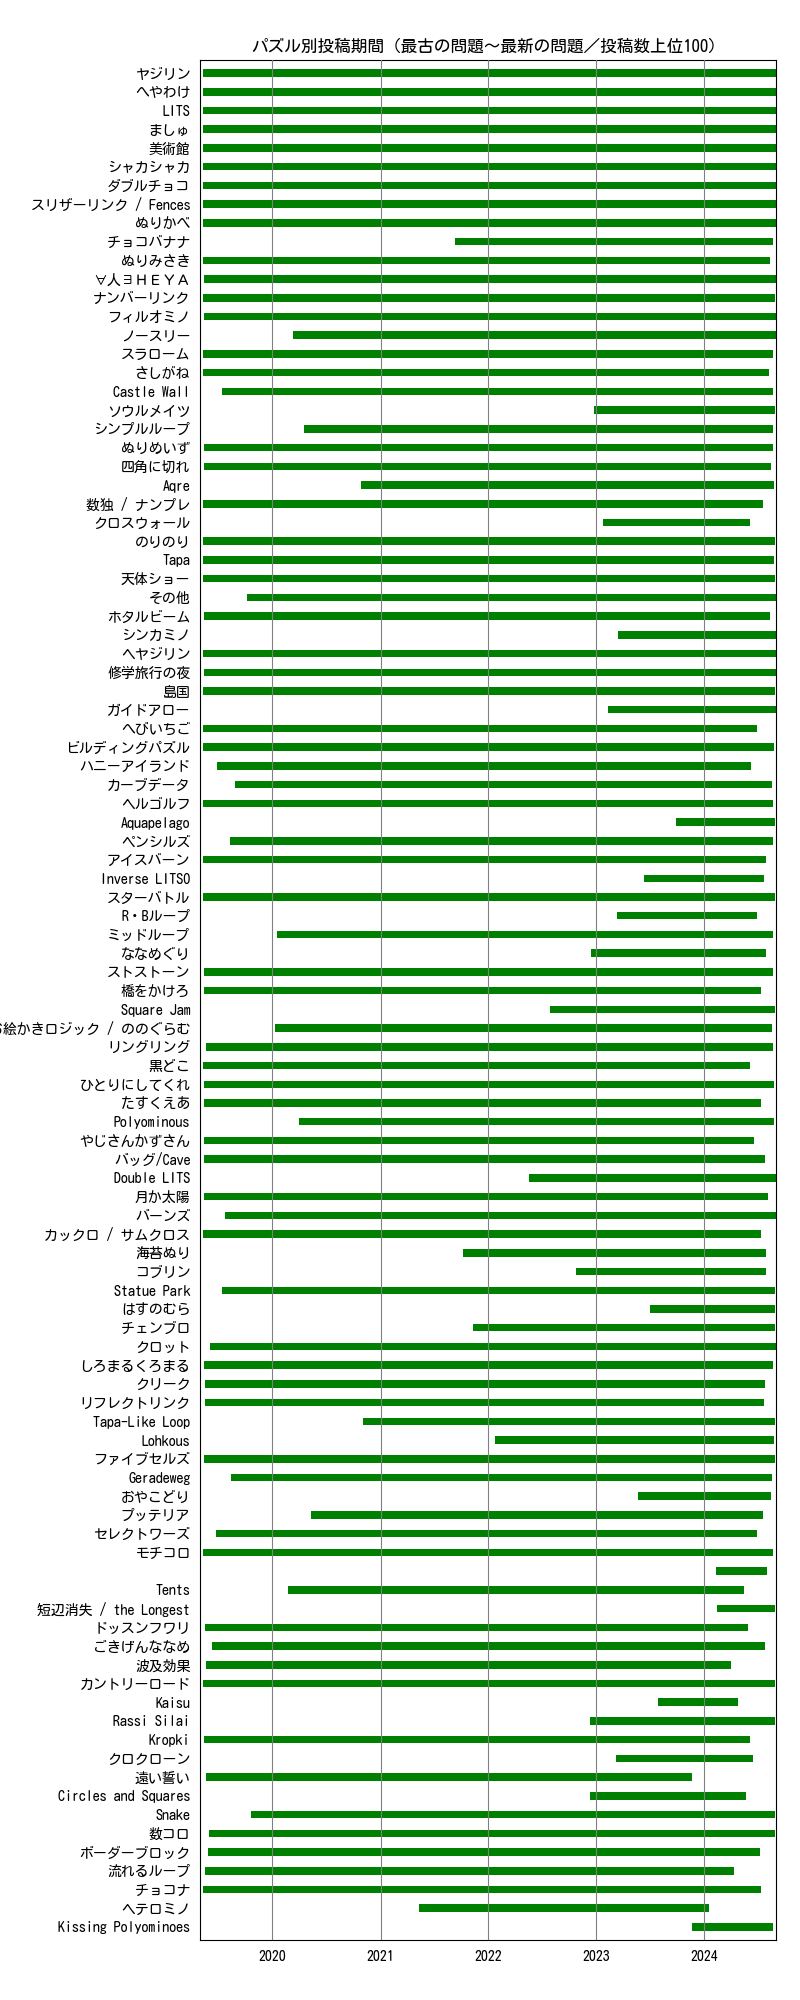 パズル別投稿期間（最古の問題～最新の問題／投稿数上位100）
ヤジリン
へやわけ
LITS
ましゅ
美術館
シャカシャカ
ダブルチョコ
スリザーリンク / Fences
ぬりかべ
チョコバナナ
ぬりみさき
∀人∃ＨＥＹＡ
ナンバーリンク
フィルオミノ
ノースリー
スラローム
さしがね
Castle Wall
ソウルメイツ
シンプルループ
ぬりめいず
四角に切れ
Aqre
数独 / ナンプレ
クロスウォール
のりのり
Tapa
天体ショー
その他
ホタルビーム
シンカミノ
ヘヤジリン
修学旅行の夜
島国
ガイドアロー
へびいちご
ビルディングパズル
ハニーアイランド
カーブデータ
ヘルゴルフ
Aquapelago
ペンシルズ
アイスバーン
Inverse LITSO
スターバトル
R・Bループ
ミッドループ
ななめぐり
ストストーン
橋をかけろ
Square Jam
絵かきロジック / ののぐらむ
リングリング
黒どこ
ひとりにしてくれ
たすくえあ
Polyominous
やじさんかずさん
バッグ/Cave
Double LITS
月か太陽
バーンズ
カックロ / サムクロス
海苔ぬり
コブリン
Statue Park
はすのむら
チェンブロ
クロット
しろまるくろまる
クリーク
リフレクトリンク
Tapa-Like Loop
Lohkous
ファイブセルズ
Geradeweg
おやこどり
プッテリア
セレクトワーズ
モチコロ
Tents
短辺消失 / the Longest
ドッスンフワリ
ごきげんななめ
波及効果
カントリーロード
Kaisu
Rassi Silai
Kropki
クロクローン
遠い誓い
Circles and Squares
Snake
数コロ
ボーダーブロック
流れるループ
チョコナ
ヘテロミノ
Kissing Polyominoes
2020 2021 2022 2023 2024